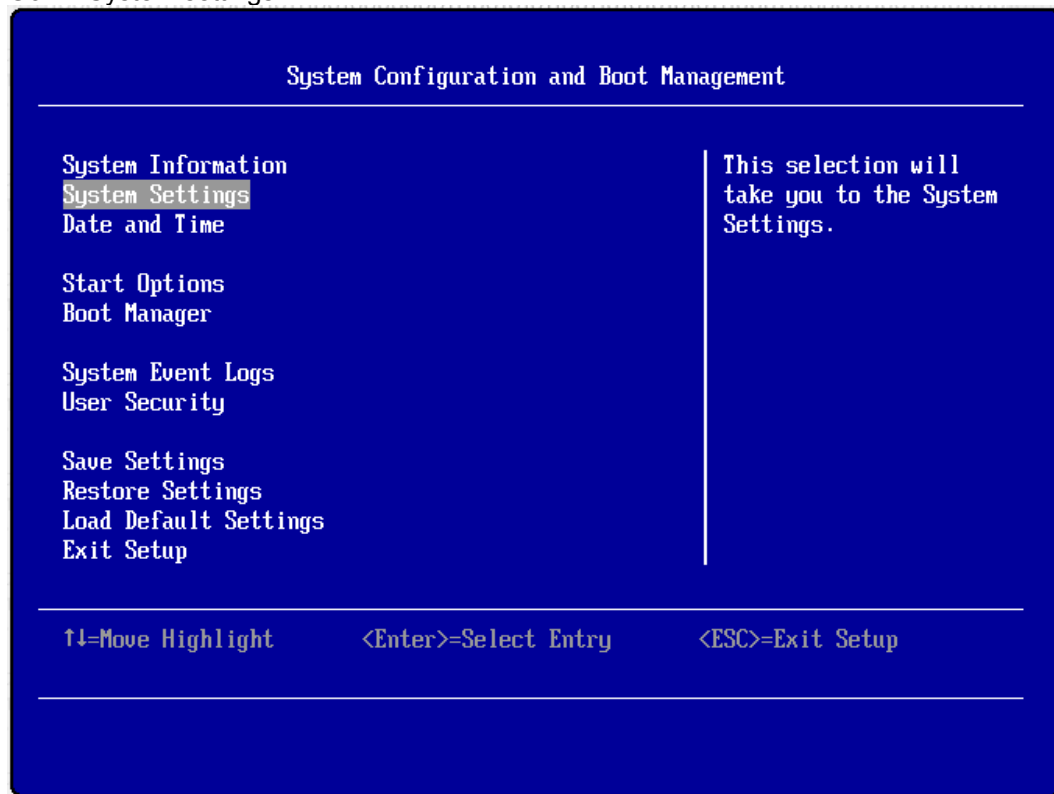 System Configuration and Boot Management
System Information
System Settings
Date and Time
Start Options
Boot Manager
System Event Logs
User Security
Save Settings
Restore Settings
Load Default Settings
Exit Setup
This selection will
take you to the System
Settings.
↑↓=Move Highlight <Enter>=Select Entry <ESC>=Exit Setup